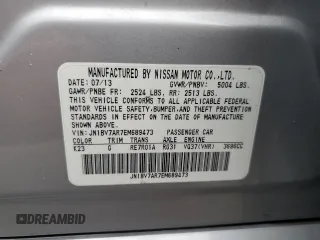 MANUFACTURED BY NISSAN MOTOR CO.,LTD.
DATE: 07/13 GVWR/PNBV: 5004 LBS.
GAWR/PNBE FR: 2524 LBS. RR: 2513 LBS.
THIS VEHICLE CONFORMS TO ALL APPLICABLE FEDERAL
MOTOR VEHICLE SAFETY,BUMPER,AND THEFT PREVENTION
STANDARDS IN EFFECT ON THE DATE OF MANUFACTURE
SHOWN ABOVE.
VIN: JN1BV7AR7EM689473 PASSENGER CAR
COLOR TRIM TRANS AXLE ENGINE
K23 G RE7R01A R031 VQ37(VHR) 3696CC
JN1BV7AR7EM689473
autobidmaster